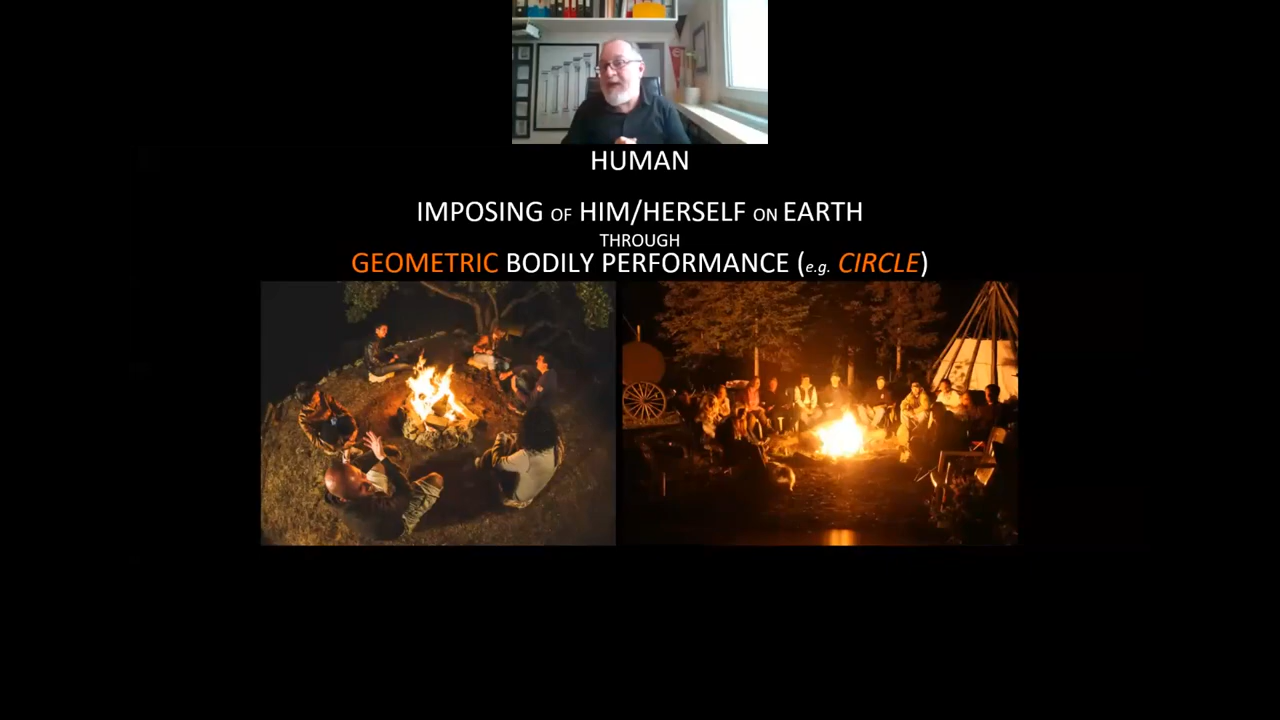 HUMAN
IMPOSING OF HIM/HERSELF ON EARTH
THROUGH
GEOMETRIC BODILY PERFORMANCE (e.g. CIRCLE)